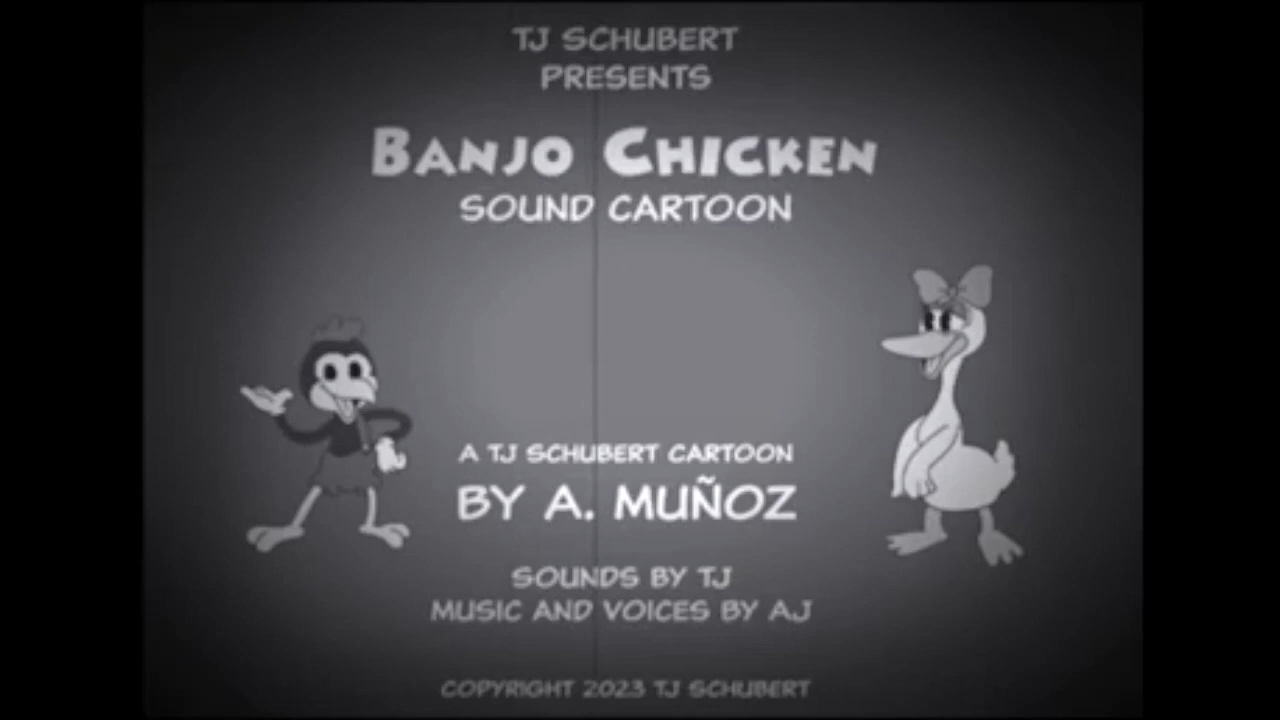 TJ SCHUBERT
PRESENTS
BANJO CHICKEN
SOUND CARTOON
A TJ SCHUBERT CARTOON
BY A. MUÑOZ
SOUNDS BY TJ
MUSIC AND VOICES BY AJ
COPYRIGHT 2023 TJ SCHUBERT